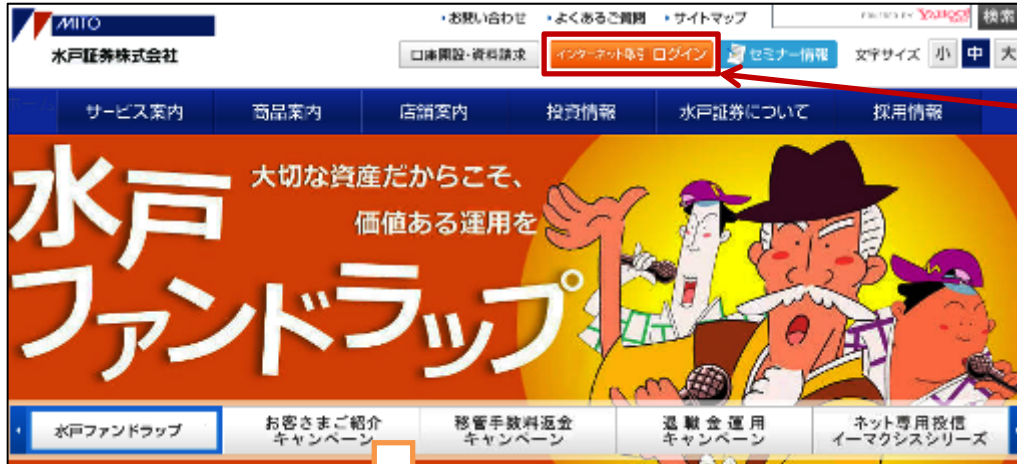 MITO
・お問い合わせ ・よくあるご質問 ・サイトマップ
POWERED BY YAHOO! 検索
水戸証券株式会社
口座開設・資料請求 インターネット取引 ログイン セミナー情報 文字サイズ 小 中 大
ホーム サービス案内 商品案内 店舗案内 投資情報 水戸証券について 採用情報
水戸
ファンドラップ
大切な資産だからこそ、
価値ある運用を
水戸ファンドラップ
お客さまご紹介
キャンペーン
移管手数料返金
キャンペーン
退職金運用
キャンペーン
ネット専用投信
イーマクシスシリーズ